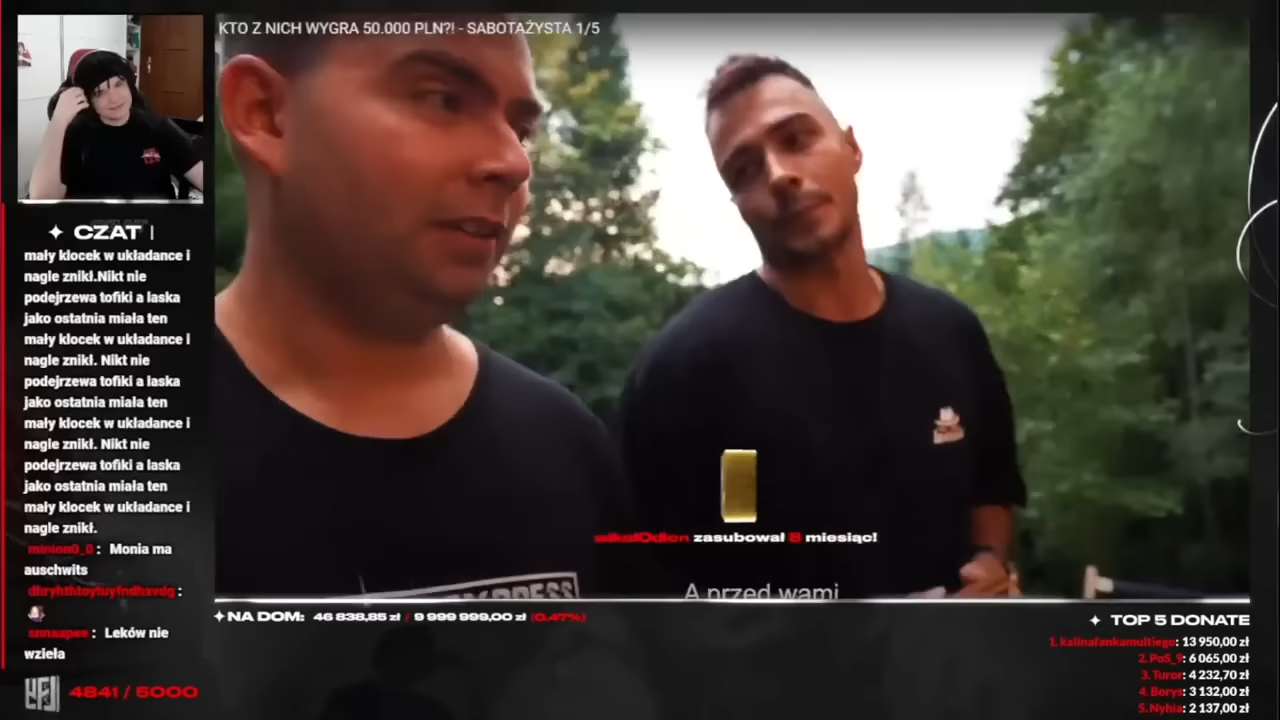 KTO Z NICH WYGRA 50.000 PLN?! - SABOTAŻYSTA 1/5
✦ CZAT |
mały klocek w układance i
nagle znikł.Nikt nie
podejrzewa tofiki a laska
jako ostatnia miała ten
mały klocek w układance i
nagle znikł. Nikt nie
podejrzewa tofiki a laska
jako ostatnia miała ten
mały klocek w układance i
nagle znikł. Nikt nie
podejrzewa tofiki a laska
jako ostatnia miała ten
mały klocek w układance i
nagle znikł.
minion0_0 : Monia ma
auschwits
dhryhthtoytuyfndhxvdg :
snnaapee : Leków nie
wzieła
4841 / 5000
zasubował 8 miesiąc!
A przed wami
✦ NA DOM: 46 838,85 zł / 9 999 999,00 zł (0.47%)
✦ TOP 5 DONATE
1. kalinafankamultiego: 13 950,00 zł
2. PoS_9: 6 065,00 zł
3. Turor: 4 232,70 zł
4. Borys: 3 132,00 zł
5. Nyhia: 2 137,00 zł